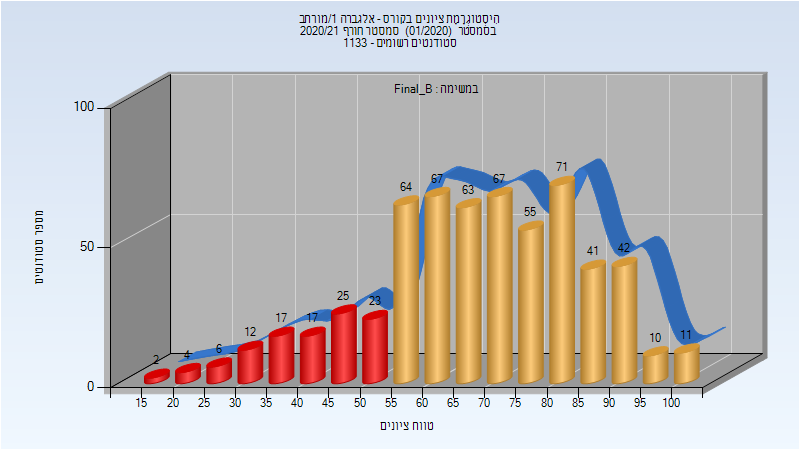 היסטוגרמת ציונים בקורס - אלגברה 1/מורחב
בסמסטר (01/2020) סמסטר חורף 2020/21
סטודנטים רשומים - 1133
במשימה : Final_B
מספר סטודנטים
100
50
0
2 4 6 12 17 17 25 23 64 67 63 67 55 71 41 42 10 11
15 20 25 30 35 40 45 50 55 60 65 70 75 80 85 90 95 100
טווח ציונים